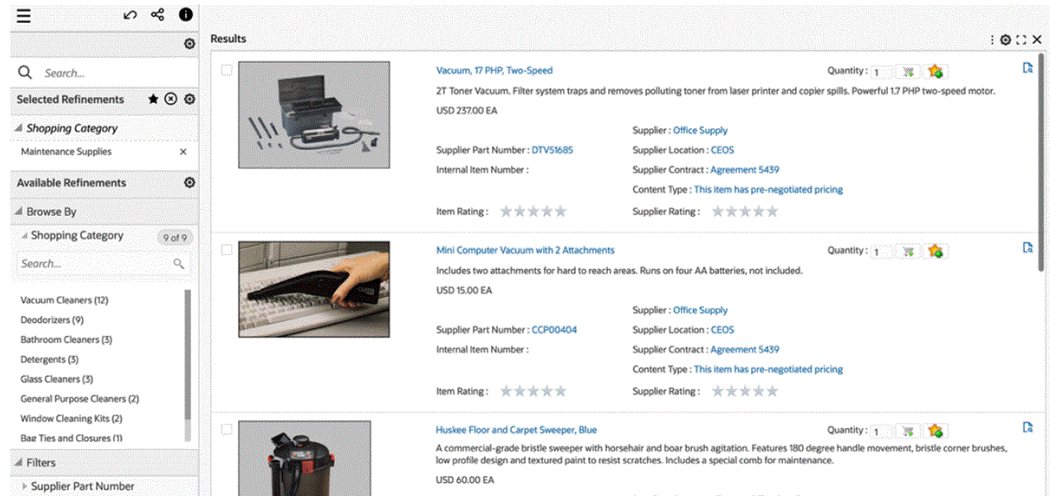 Results
Search...
Selected Refinements
Shopping Category
Maintenance Supplies
Available Refinements
Browse By
Shopping Category
9 of 9
Search...
Vacuum Cleaners (12)
Deodorizers (9)
Bathroom Cleaners (3)
Detergents (3)
Glass Cleaners (3)
General Purpose Cleaners (2)
Window Cleaning Kits (2)
Bag Ties and Closures (1)
Filters
Supplier Part Number
Vacuum, 17 PHP, Two-Speed
Quantity : 1
2T Toner Vacuum. Filter system traps and removes polluting toner from laser printer and copier spills. Powerful 1.7 PHP two-speed motor.
USD 237.00 EA
Supplier : Office Supply
Supplier Part Number : DTV51685
Supplier Location : CEOS
Internal Item Number :
Supplier Contract : Agreement 5439
Content Type : This item has pre-negotiated pricing
Item Rating :
Supplier Rating :
Mini Computer Vacuum with 2 Attachments
Quantity : 1
Includes two attachments for hard to reach areas. Runs on four AA batteries, not included.
USD 15.00 EA
Supplier : Office Supply
Supplier Part Number : CCP00404
Supplier Location : CEOS
Internal Item Number :
Supplier Contract : Agreement 5439
Content Type : This item has pre-negotiated pricing
Item Rating :
Supplier Rating :
Huskee Floor and Carpet Sweeper, Blue
Quantity : 1
A commercial-grade bristle sweeper with horsehair and boar brush agitation. Features 180 degree handle movement, bristle corner brushes,
low profile design and textured paint to resist scratches. Includes a special comb for maintenance.
USD 60.00 EA